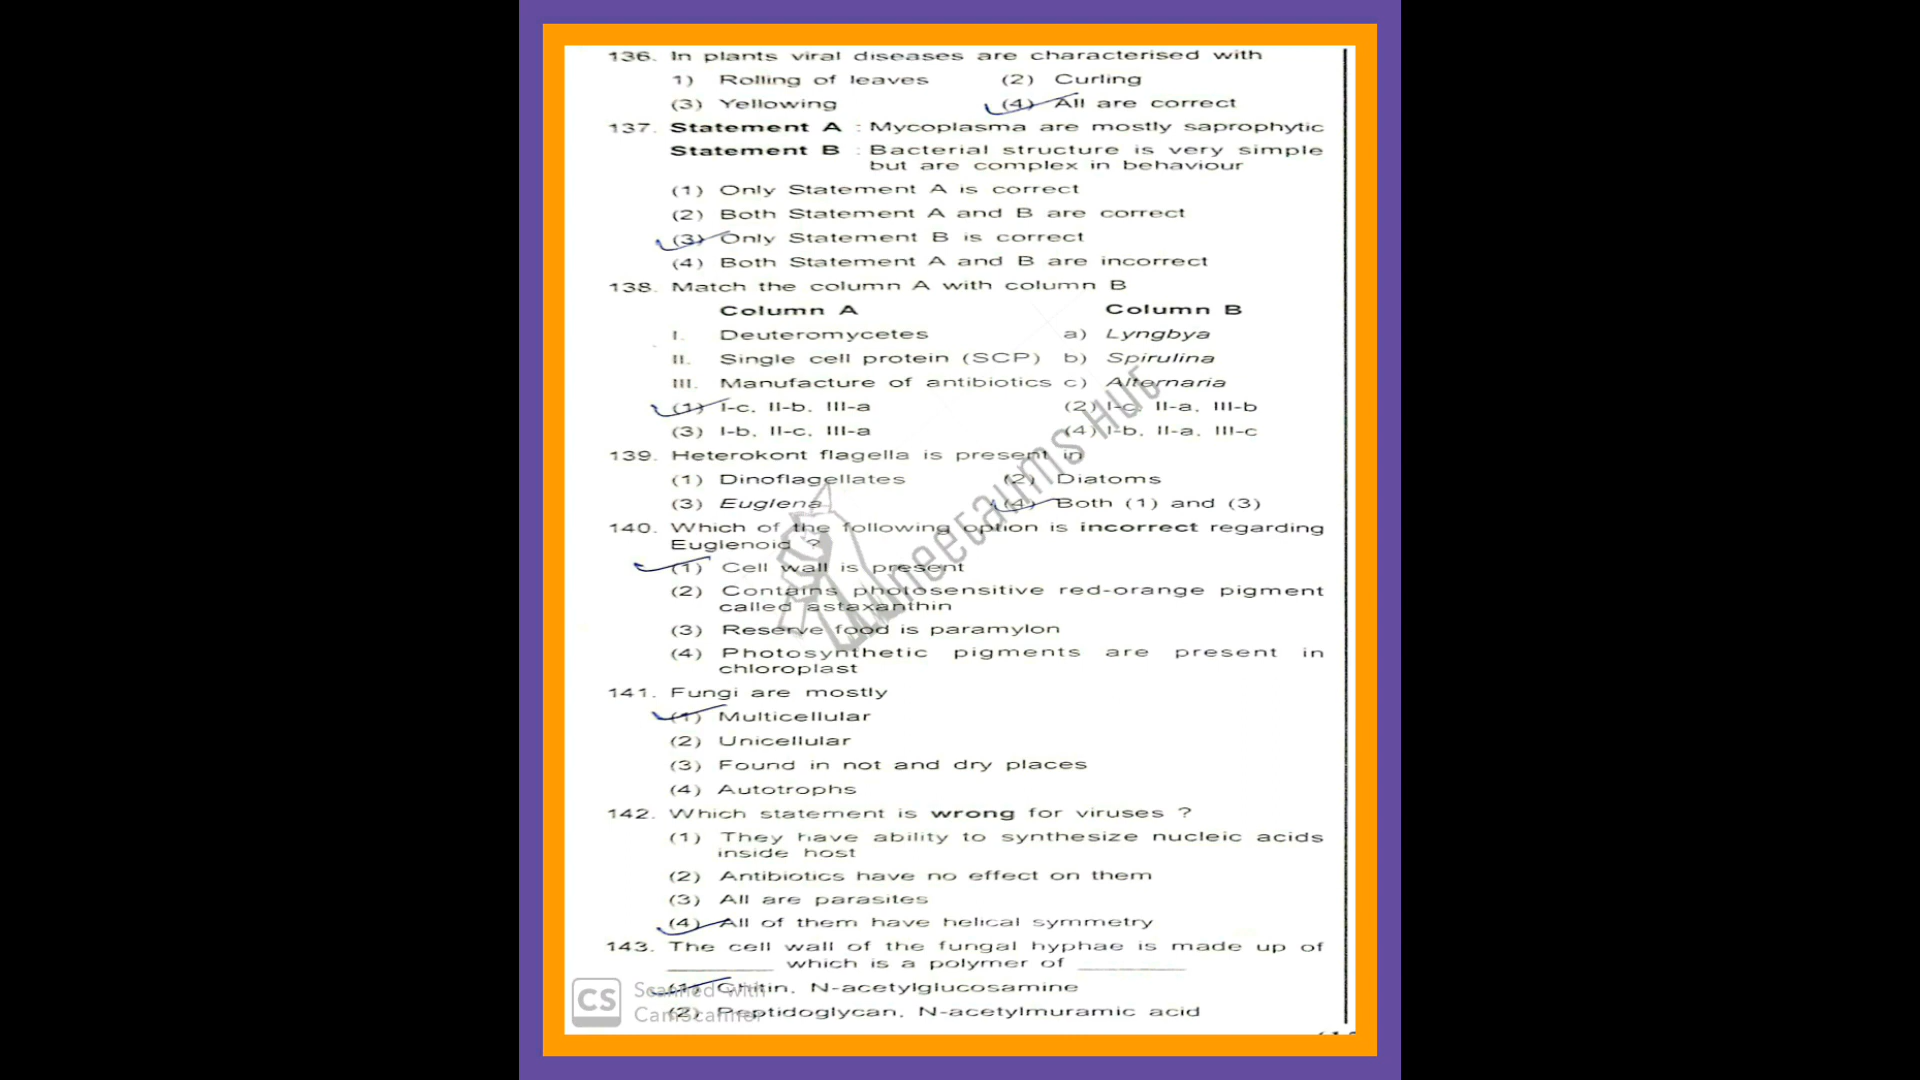 136. In plants viral diseases are characterised with
1) Rolling of leaves (2) Curling
(3) Yellowing (4) All are correct
137. Statement A : Mycoplasma are mostly saprophytic
Statement B : Bacterial structure is very simple
but are complex in behaviour
(1) Only Statement A is correct
(2) Both Statement A and B are correct
(3) Only Statement B is correct
(4) Both Statement A and B are incorrect
138. Match the column A with column B
Column A Column B
I. Deuteromycetes a) Lyngbya
II. Single cell protein (SCP) b) Spirulina
III. Manufacture of antibiotics c) Alternaria
(1) I-c, II-b, III-a (2) I-c, II-a, III-b
(3) I-b, II-c, III-a (4) I-b, II-a, III-c
139. Heterokont flagella is present in
(1) Dinoflagellates (2) Diatoms
(3) Euglena (4) Both (1) and (3)
140. Which of the following option is incorrect regarding
Euglenoid ?
(1) Cell wall is present
(2) Contains photosensitive red-orange pigment
called astaxanthin
(3) Reserve food is paramylon
(4) Photosynthetic pigments are present in
chloroplast
141. Fungi are mostly
(1) Multicellular
(2) Unicellular
(3) Found in not and dry places
(4) Autotrophs
142. Which statement is wrong for viruses ?
(1) They have ability to synthesize nucleic acids
inside host
(2) Antibiotics have no effect on them
(3) All are parasites
(4) All of them have helical symmetry
143. The cell wall of the fungal hyphae is made up of
________ which is a polymer of ________
(1) Chitin, N-acetylglucosamine
(2) Peptidoglycan, N-acetylmuramic acid
neetaiims Hub
CS Scanned with
CamScanner